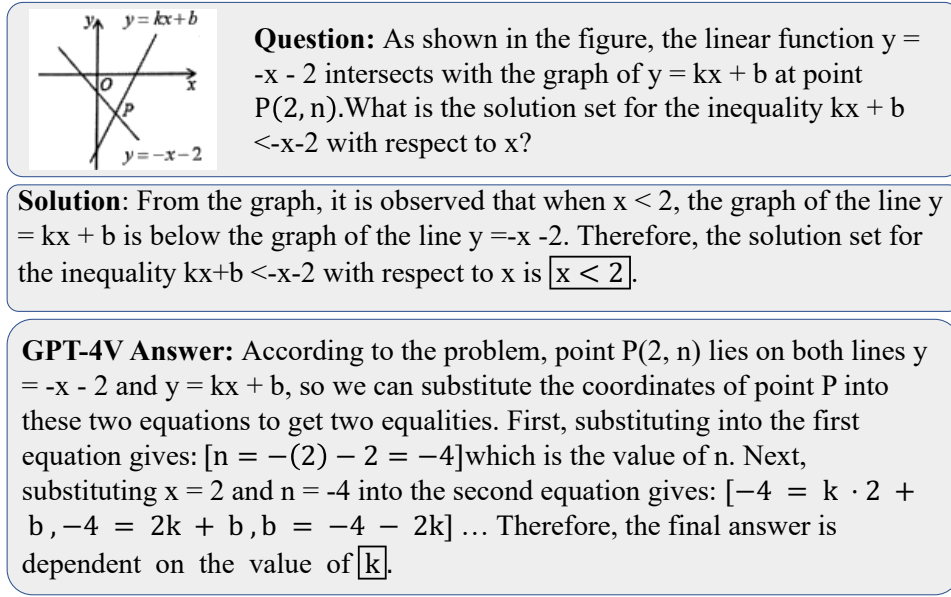 y
y=kx+b
O
x
P
y=-x-2
Question: As shown in the figure, the linear function y =
-x - 2 intersects with the graph of y = kx + b at point
P(2, n).What is the solution set for the inequality kx + b
<-x-2 with respect to x?
Solution: From the graph, it is observed that when x < 2, the graph of the line y
= kx + b is below the graph of the line y =-x -2. Therefore, the solution set for
the inequality kx+b <-x-2 with respect to x is x < 2.
GPT-4V Answer: According to the problem, point P(2, n) lies on both lines y
= -x - 2 and y = kx + b, so we can substitute the coordinates of point P into
these two equations to get two equalities. First, substituting into the first
equation gives: [n = −(2) − 2 = −4]which is the value of n. Next,
substituting x = 2 and n = -4 into the second equation gives: [−4 = k · 2 +
b , −4 = 2k + b , b = −4 − 2k] … Therefore, the final answer is
dependent on the value of k.